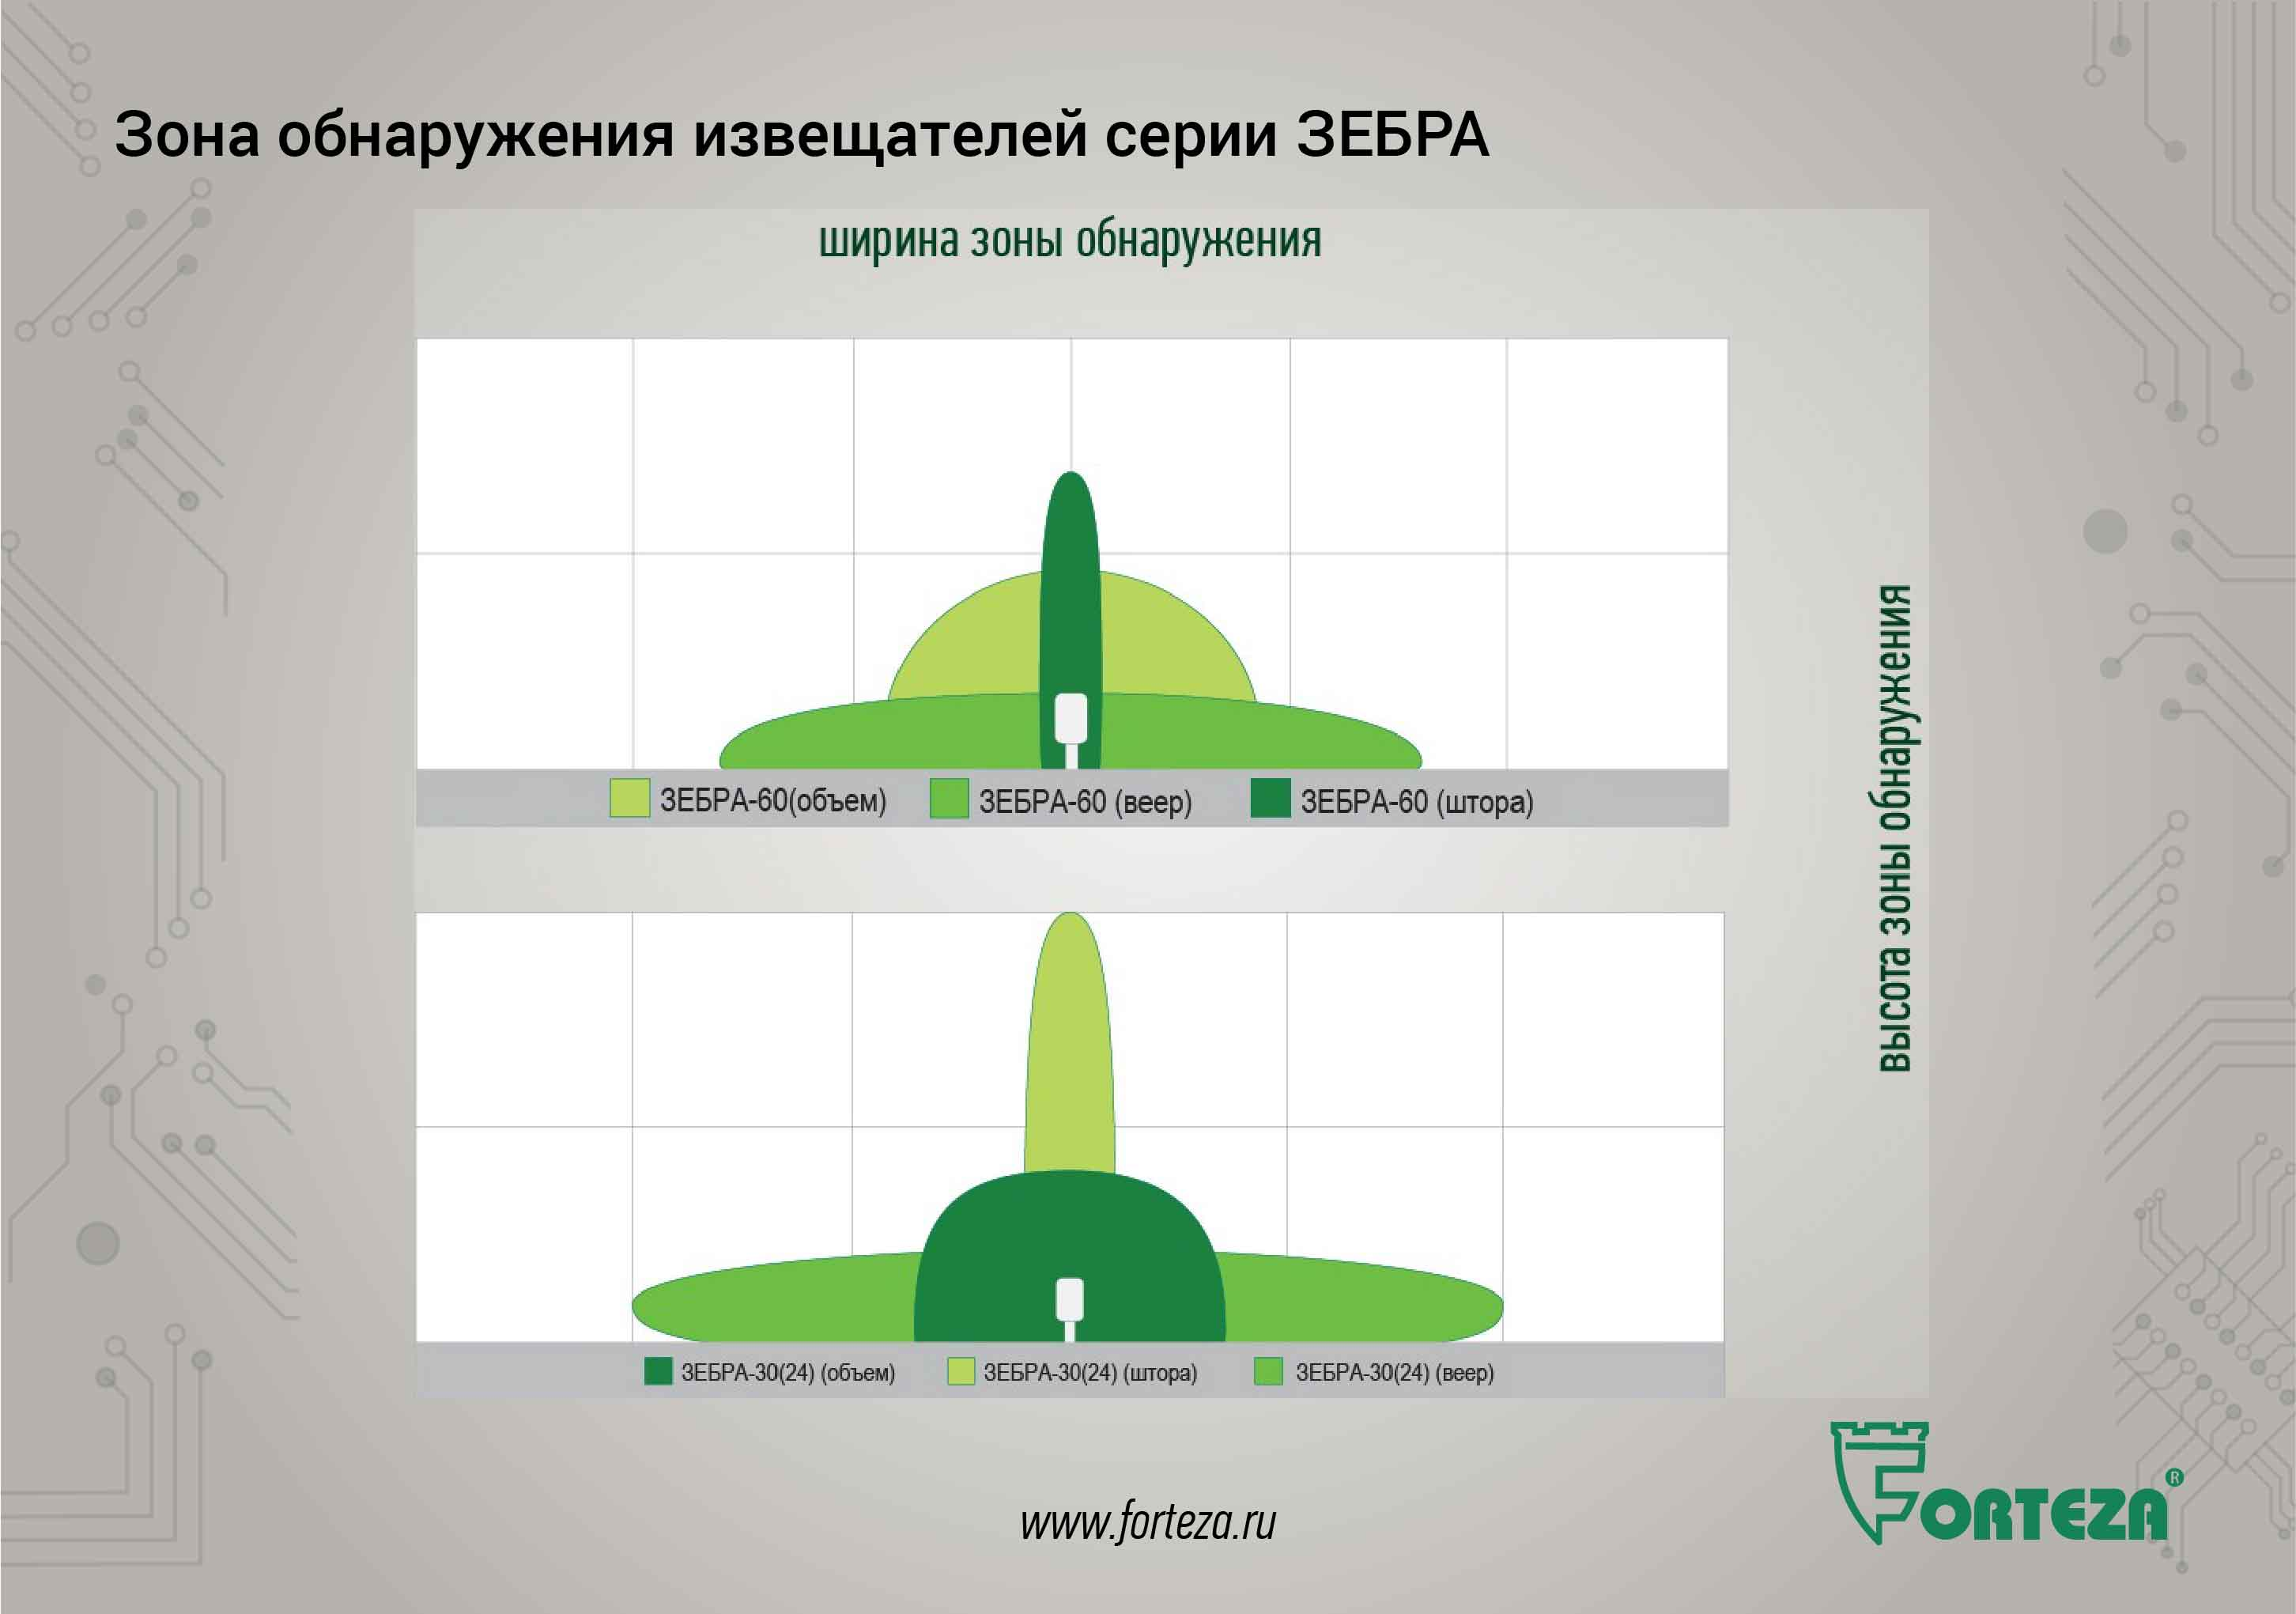 Зона обнаружения извещателей серии ЗЕБРА
ширина зоны обнаружения
ЗЕБРА-60(объем) ЗЕБРА-60 (веер) ЗЕБРА-60 (штора)
высота зоны обнаружения
ЗЕБРА-30(24) (объем) ЗЕБРА-30(24) (штора) ЗЕБРА-30(24) (веер)
www.forteza.ru
FORTEZA®